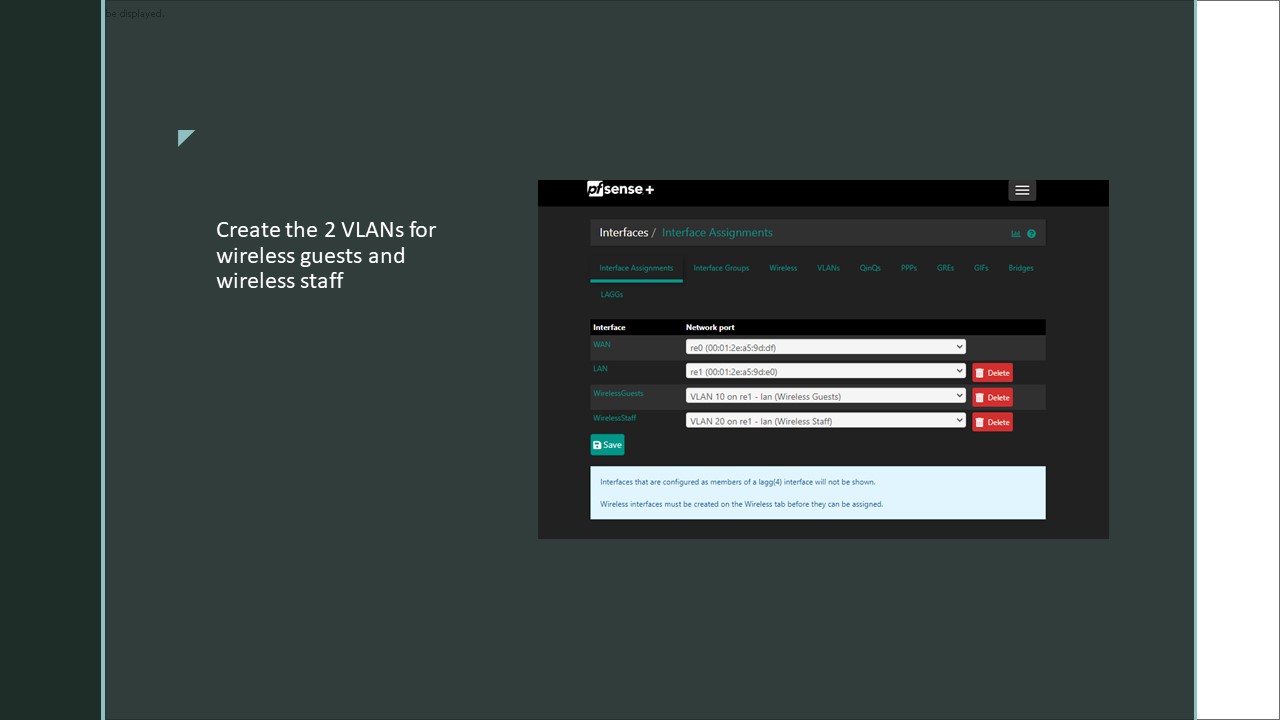 be displayed.
Create the 2 VLANs for
wireless guests and
wireless staff
pfsense +
Interfaces / Interface Assignments
Interface Assignments Interface Groups Wireless VLANs QinQs PPPs GREs GIFs Bridges
LAGGs
Interface Network port
WAN re0 (00:01:2e:a5:9d:df)
LAN re1 (00:01:2e:a5:9d:e0) Delete
WirelessGuests VLAN 10 on re1 - lan (Wireless Guests) Delete
WirelessStaff VLAN 20 on re1 - lan (Wireless Staff) Delete
Save
Interfaces that are configured as members of a lagg(4) interface will not be shown.
Wireless interfaces must be created on the Wireless tab before they can be assigned.